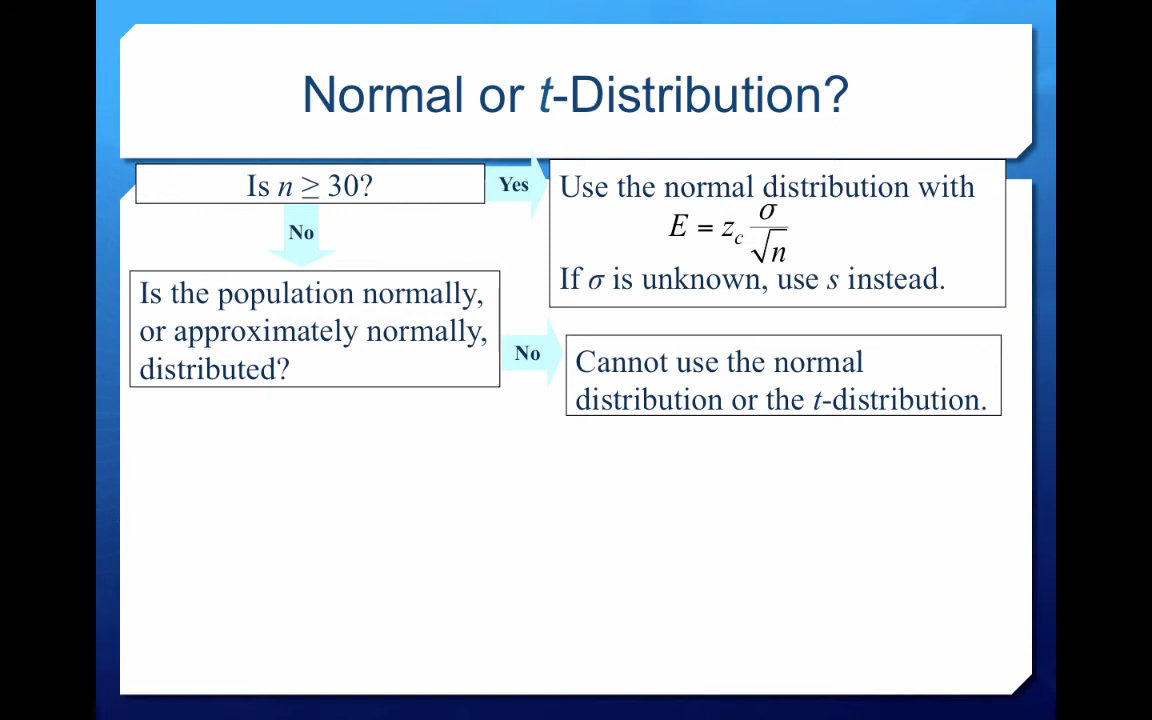 Normal or t-Distribution?
Is n ≥ 30?
Yes
Use the normal distribution with
E = z_c σ/√n
If σ is unknown, use s instead.
No
Is the population normally,
or approximately normally,
distributed?
No
Cannot use the normal
distribution or the t-distribution.